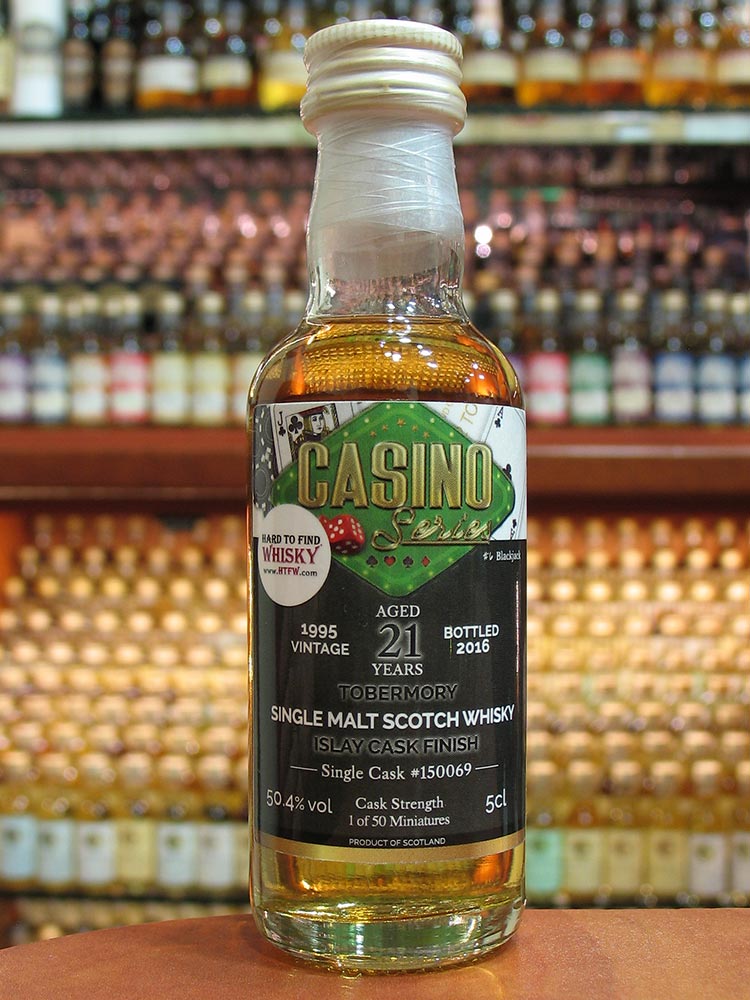 J
CASINO
Series
HARD TO FIND
WHISKY
www.HTFW.com
Blackjack
AGED
1995
VINTAGE
21
BOTTLED
2016
YEARS
TOBERMORY
SINGLE MALT SCOTCH WHISKY
ISLAY CASK FINISH
Single Cask #150069
50.4% vol
Cask Strength
5cl
1 of 50 Miniatures
PRODUCT OF SCOTLAND